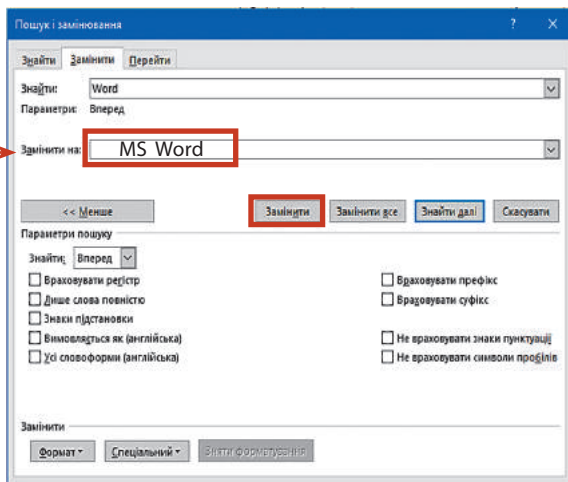 Пошук і замінювання ? ×
Знайти Замінити Перейти
Знайти: Word
Параметри: Вперед
Замінити на: MS Word
<< Менше Замінити Замінити все Знайти далі Скасувати
Параметри пошуку
Знайти: Вперед
Враховувати регістр Враховувати префікс
Лише слова повністю Враховувати суфікс
Знаки підстановки
Вимовляється як (англійська) Не враховувати знаки пунктуації
Усі словоформи (англійська) Не враховувати символи пробілів
Замінити
Формат Спеціальний Зняти форматування